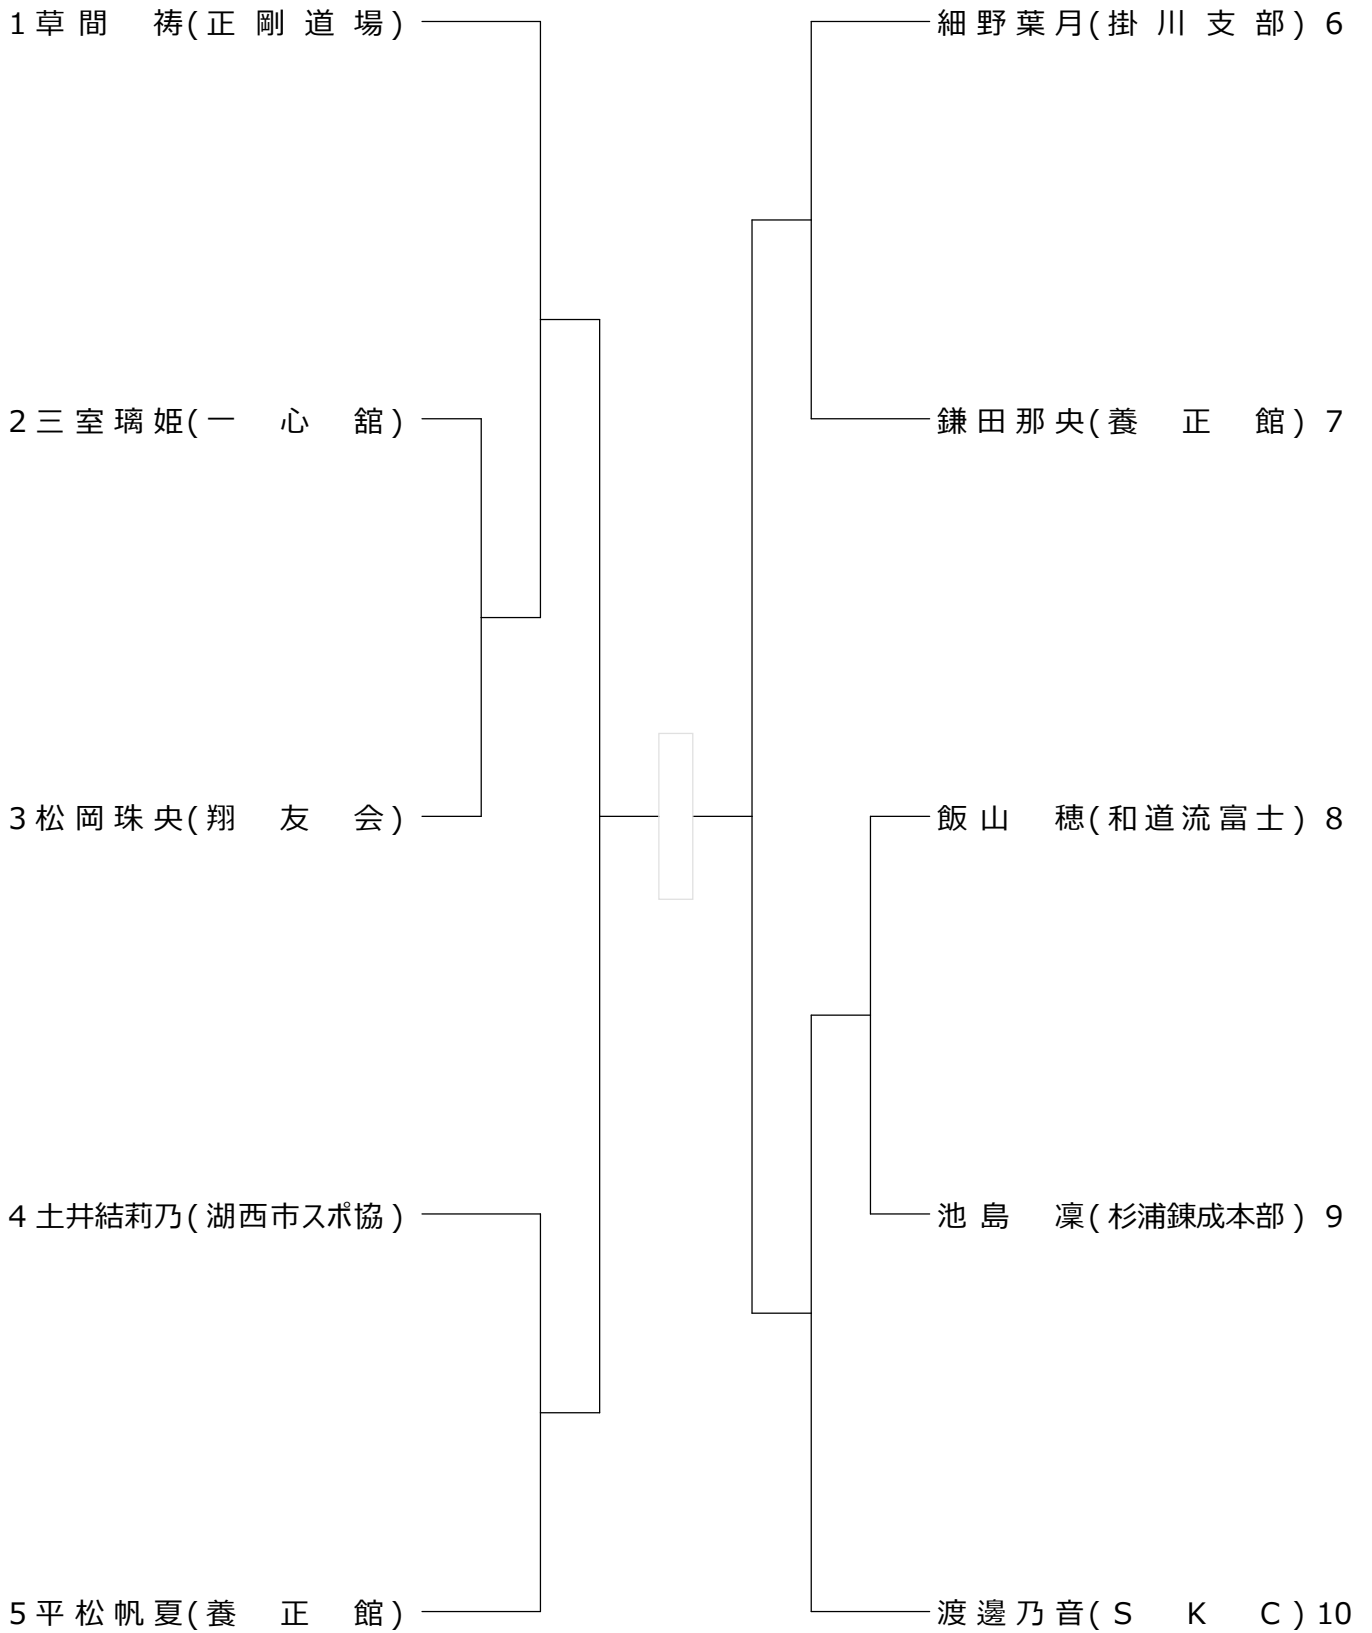 1 草間 祷(正剛道場)
2 三室璃姫(一心舘)
3 松岡珠央(翔友会)
4 土井結莉乃(湖西市スポ協)
5 平松帆夏(養正館)
細野葉月(掛川支部) 6
鎌田那央(養正館) 7
飯山 穂(和道流富士) 8
池島 凜(杉浦錬成本部) 9
渡邊乃音(SKC) 10